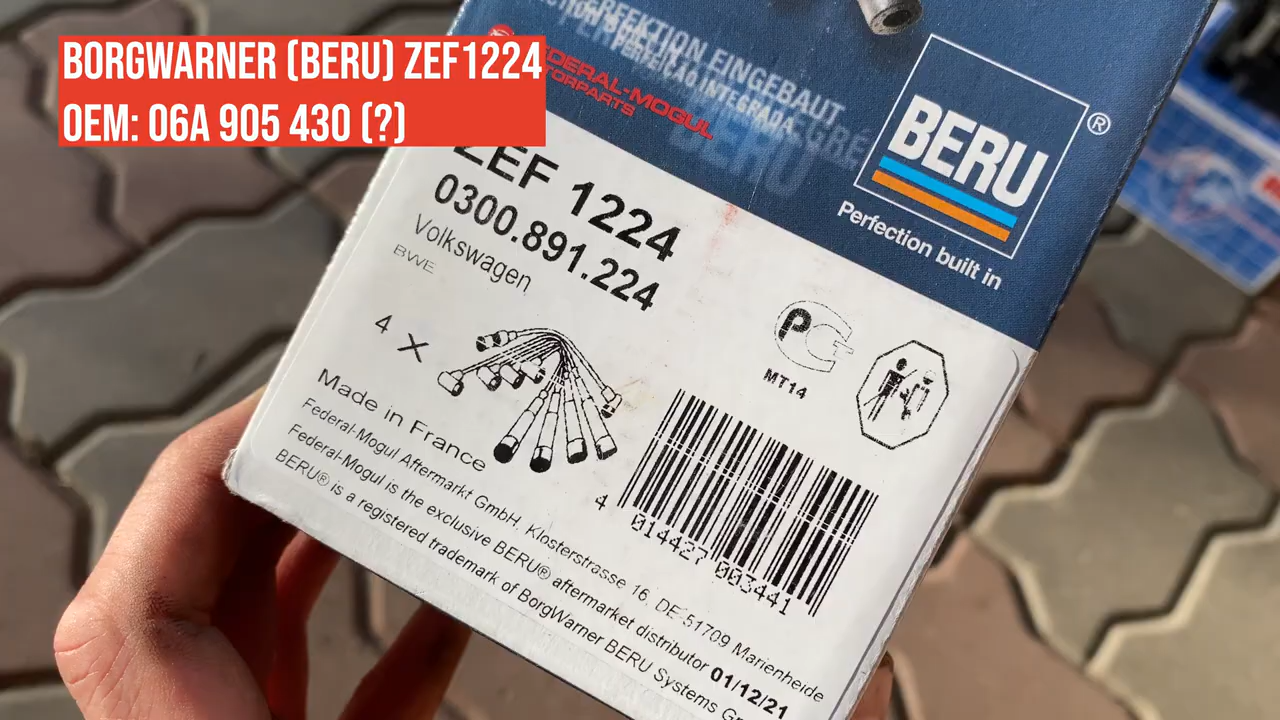 BORGWARNER (BERU) ZEF1224
OEM: 06A 905 430 (?)
EINGEBAUT
PERFEIÇÃO INTEGRADA
FEDERAL-MOGUL
MOTORPARTS
BERU
BERU®
Perfection built in
ZEF 1224
0300.891.224
Volkswagen
BWE
4 X
MT14
Made in France
Federal-Mogul Aftermarkt GmbH, Klosterstrasse 16, DE-51709 Marienheide
Federal-Mogul is the exclusive BERU® aftermarket distributor 01/12/21
BERU® is a registered trademark of BorgWarner BERU Systems
4 014427 003441